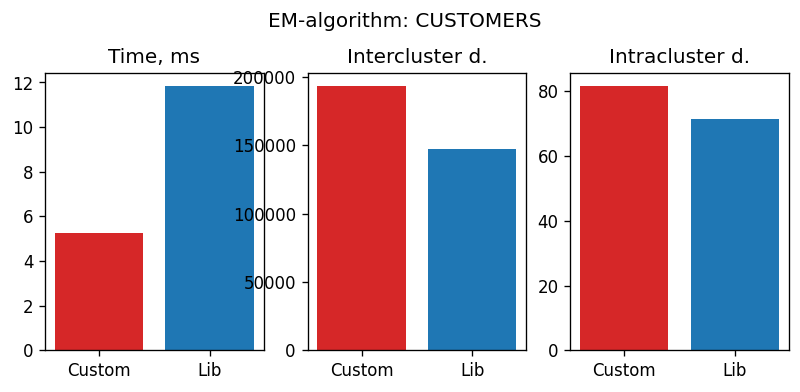 EM-algorithm: CUSTOMERS
Time, ms
12
10
8
6
4
2
0
Custom Lib
Intercluster d.
200000
150000
100000
50000
0
Custom Lib
Intracluster d.
80
60
40
20
0
Custom Lib